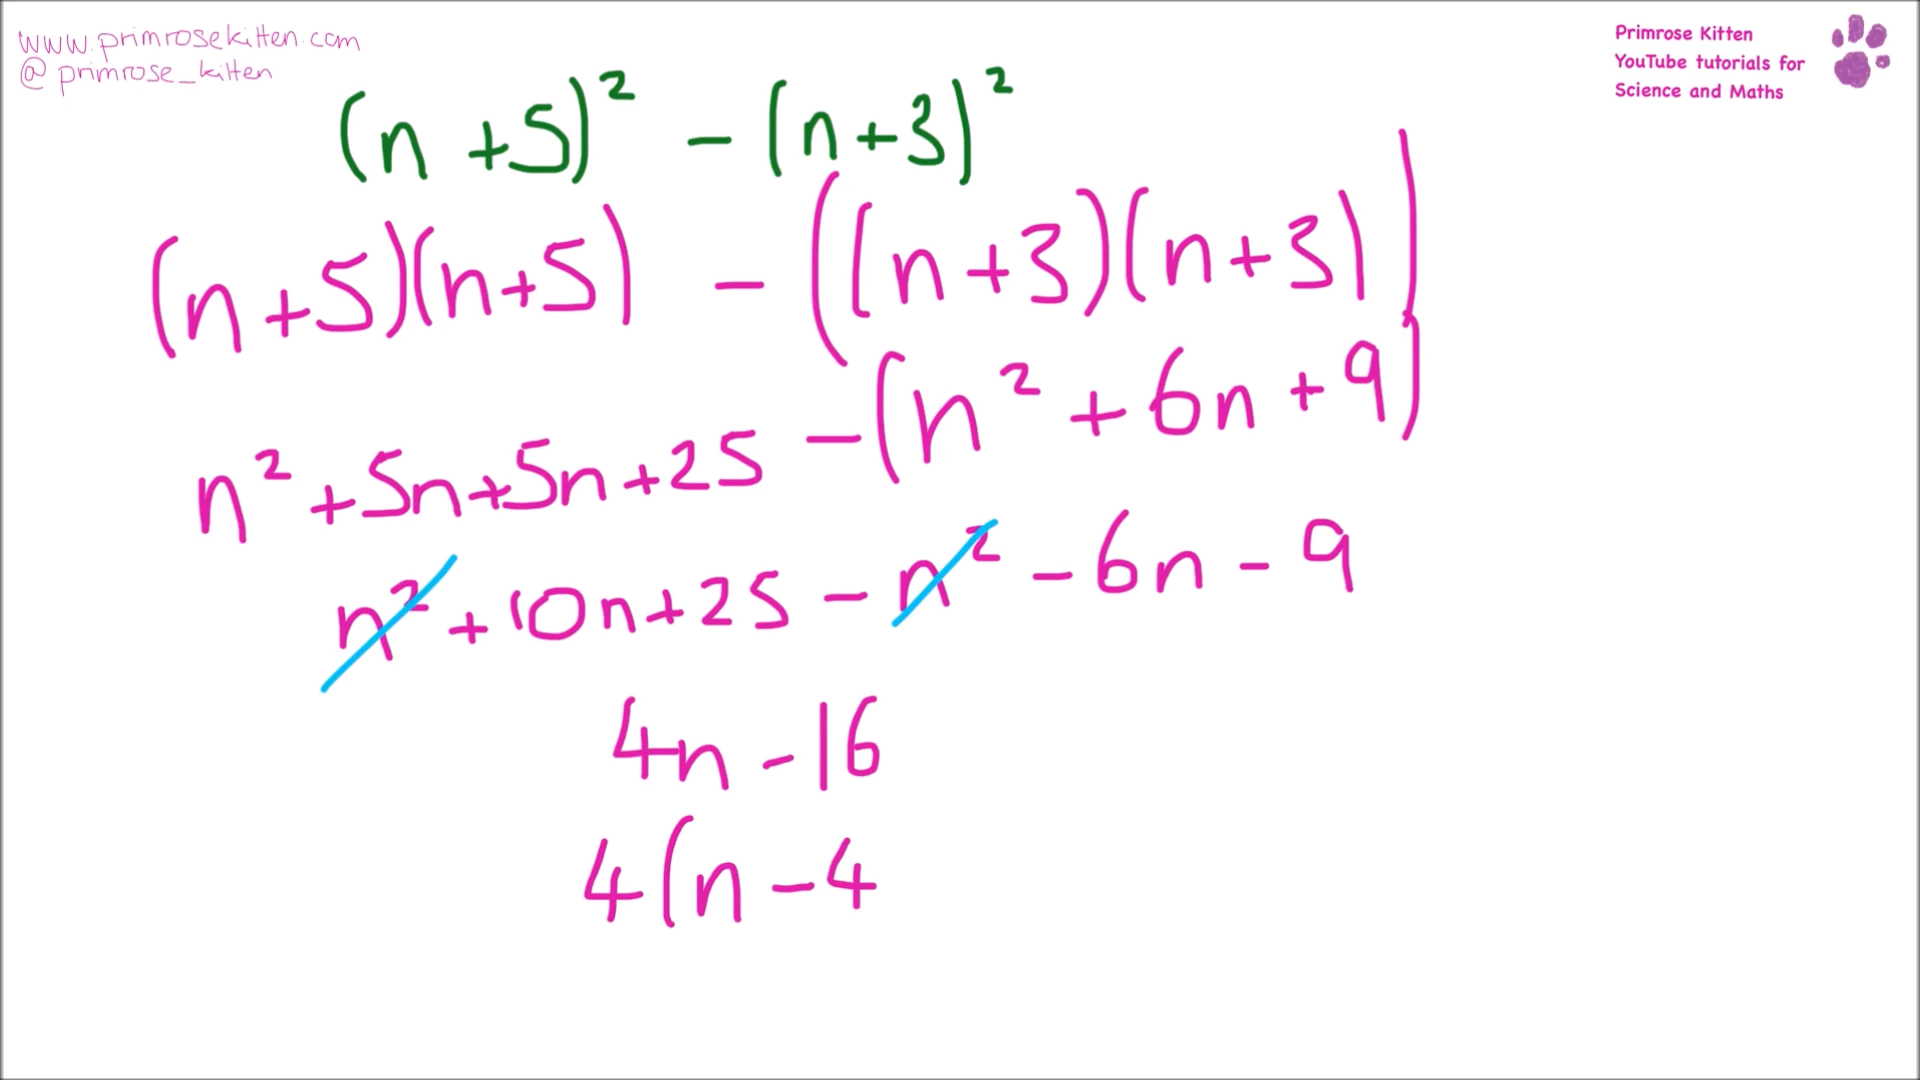 www.primrosekitten.com
@primrose_kitten
Primrose Kitten
YouTube tutorials for
Science and Maths
(n+5)² - (n+3)²
(n+5)(n+5) - ((n+3)(n+3))
n²+5n+5n+25 - (n²+6n+9)
n²+10n+25 - n² - 6n - 9
4n - 16
4(n - 4